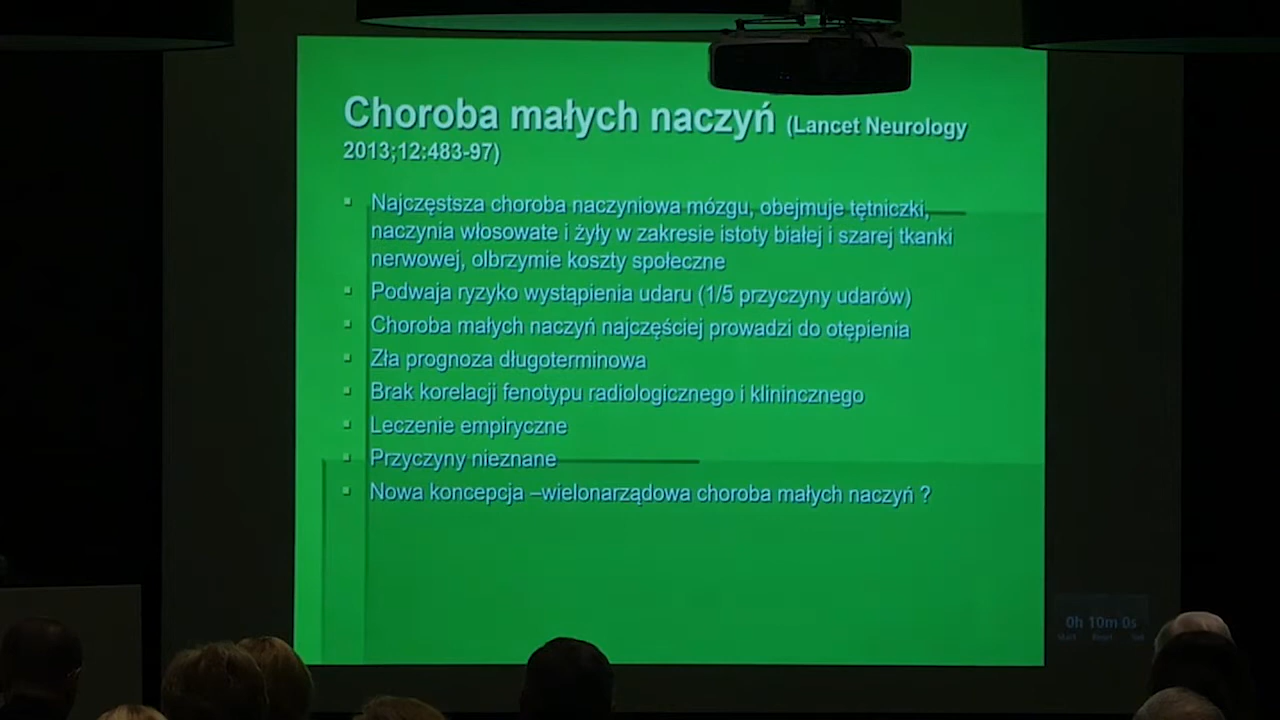 Choroba małych naczyń (Lancet Neurology
2013;12:483-97)
Najczęstsza choroba naczyniowa mózgu, obejmuje tętniczki,
naczynia włosowate i żyły w zakresie istoty białej i szarej tkanki
nerwowej, olbrzymie koszty społeczne
Podwaja ryzyko wystąpienia udaru (1/5 przyczyny udarów)
Choroba małych naczyń najczęściej prowadzi do otępienia
Zła prognoza długoterminowa
Brak korelacji fenotypu radiologicznego i klinincznego
Leczenie empiryczne
Przyczyny nieznane
Nowa koncepcja –wielonarządowa choroba małych naczyń ?
0h 10m 0s